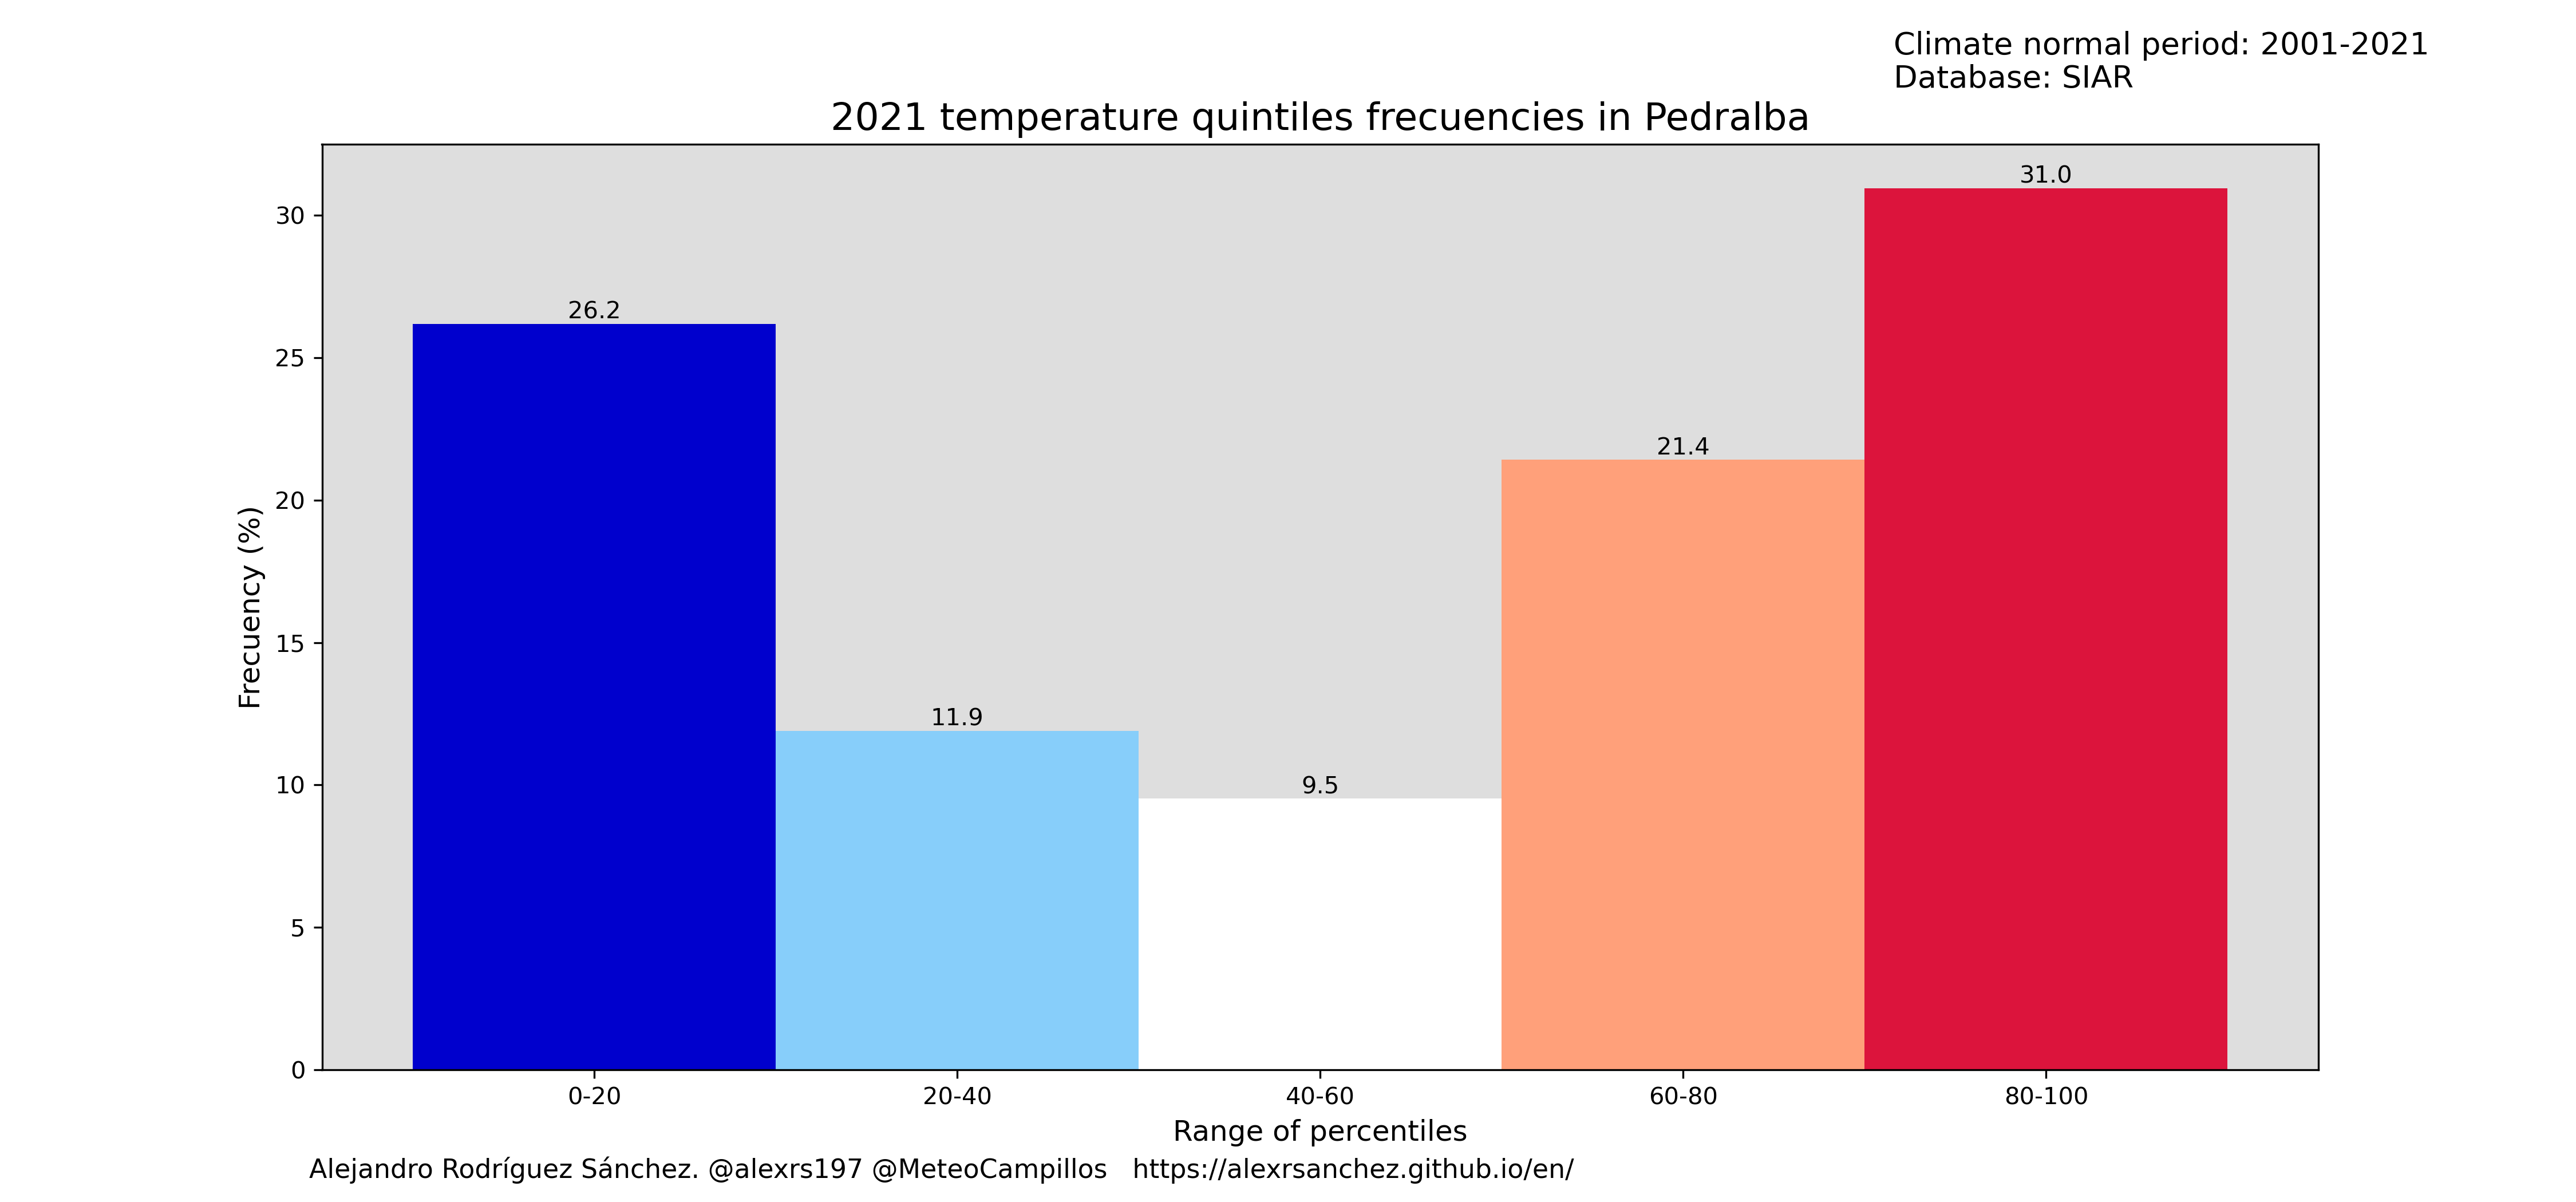 Climate normal period: 2001-2021
Database: SIAR
2021 temperature quintiles frecuencies in Pedralba
31.0
30
26.2
25
21.4
20
Frecuency (%)
15
11.9
10
9.5
5
0
0-20 20-40 40-60 60-80 80-100
Range of percentiles
Alejandro Rodríguez Sánchez. @alexrs197 @MeteoCampillos https://alexrsanchez.github.io/en/